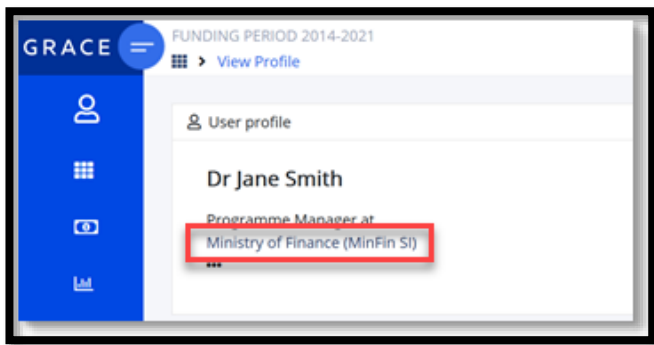 GRACE
FUNDING PERIOD 2014-2021
View Profile
User profile
Dr Jane Smith
Programme Manager at
Ministry of Finance (MinFin SI)